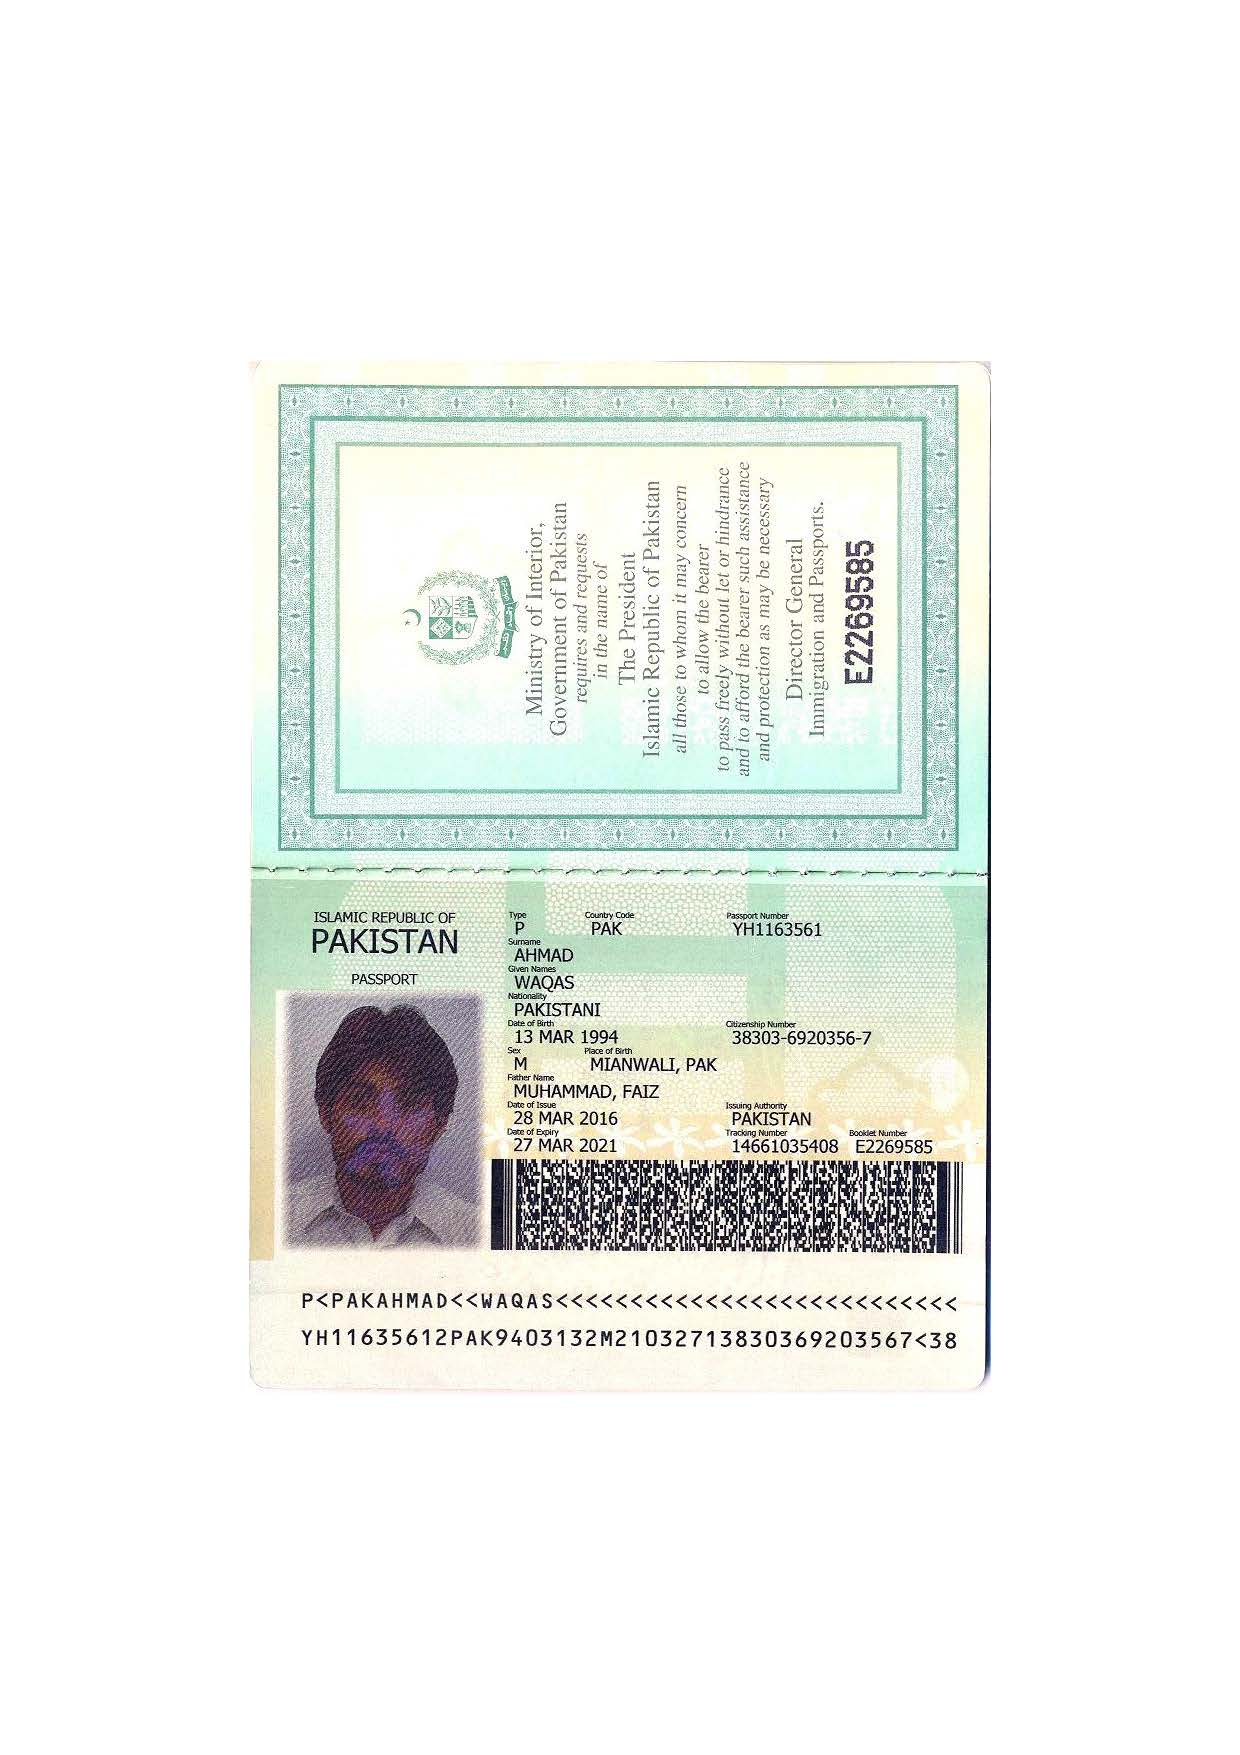 Ministry of Interior,
Government of Pakistan
requires and requests
in the name of
The President
Islamic Republic of Pakistan
all those to whom it may concern
to allow the bearer
to pass freely without let or hindrance
and to afford the bearer such assistance
and protection as may be necessary
Director General
Immigration and Passports.
E2269585
ISLAMIC REPUBLIC OF
PAKISTAN
PASSPORT
Type Country Code Passport Number
P PAK YH1163561
Surname
AHMAD
Given Names
WAQAS
Nationality
PAKISTANI
Date of Birth Citizenship Number
13 MAR 1994 38303-6920356-7
Sex Place of Birth
M MIANWALI, PAK
Father Name
MUHAMMAD, FAIZ
Date of Issue Issuing Authority
28 MAR 2016 PAKISTAN
Date of Expiry Tracking Number Booklet Number
27 MAR 2021 14661035408 E2269585
P<PAKAHMAD<<WAQAS<<<<<<<<<<<<<<<<<<<<<<<<<<<
YH11635612PAK9403132M21032713830369203567<38